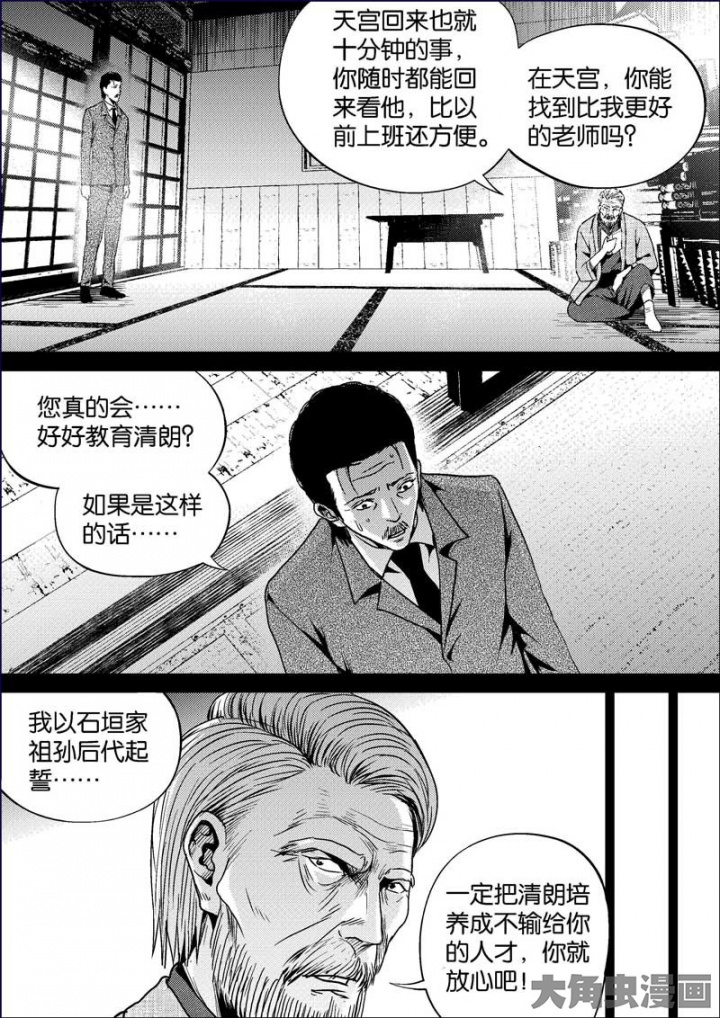 天宫回来也就
十分钟的事，
你随时都能回
来看他，比以
前上班还方便。
在天宫，你能
找到比我更好
的老师吗？
您真的会……
好好教育清朗？
如果是这样
的话……
我以石垣家
祖孙后代起
誓……
一定把清朗培
养成不输给你
的人才，你就
放心吧！
大角虫漫画